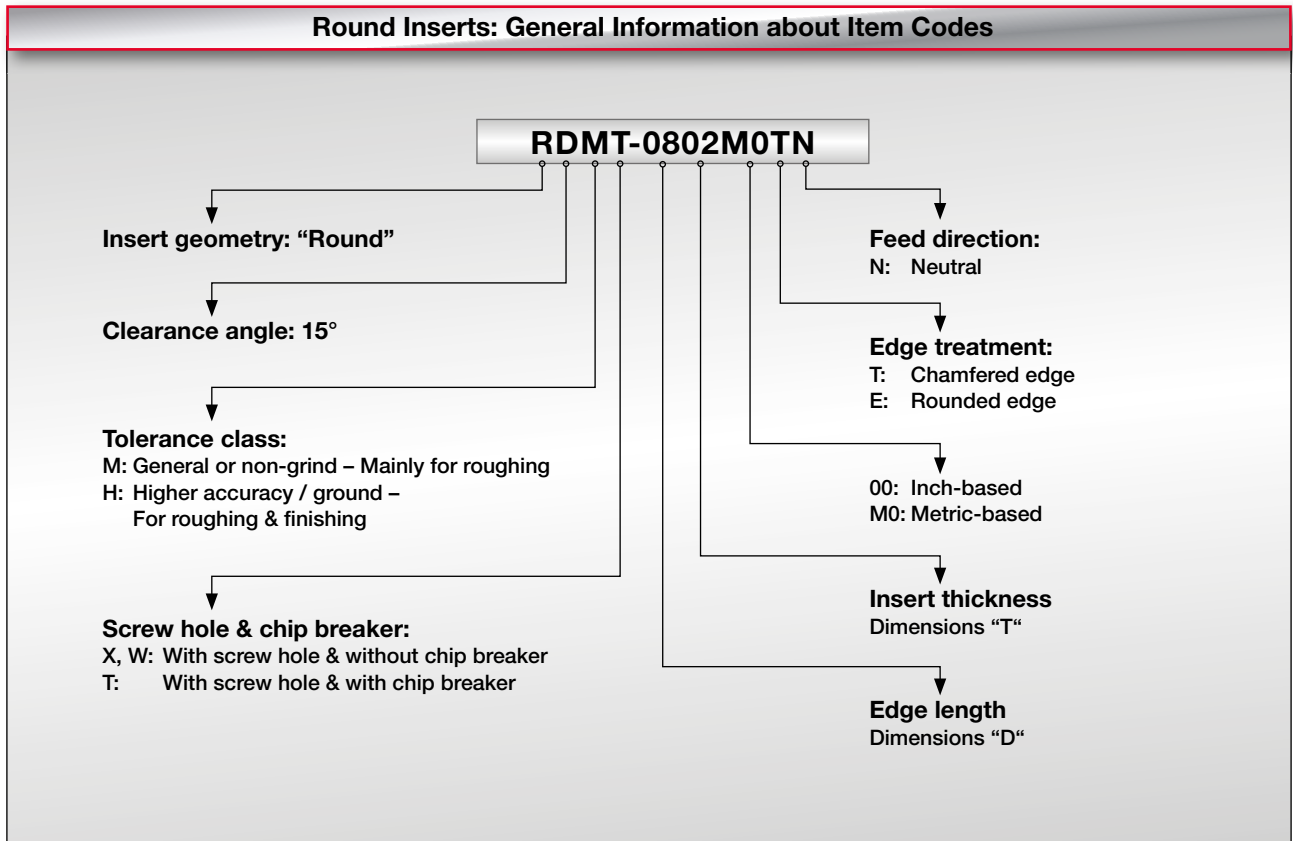 Round Inserts: General Information about Item Codes
RDMT-0802M0TN
Insert geometry: “Round”
Clearance angle: 15°
Tolerance class:
M: General or non-grind – Mainly for roughing
H: Higher accuracy / ground –
For roughing & finishing
Screw hole & chip breaker:
X, W: With screw hole & without chip breaker
T: With screw hole & with chip breaker
Feed direction:
N: Neutral
Edge treatment:
T: Chamfered edge
E: Rounded edge
00: Inch-based
M0: Metric-based
Insert thickness
Dimensions “T“
Edge length
Dimensions “D“